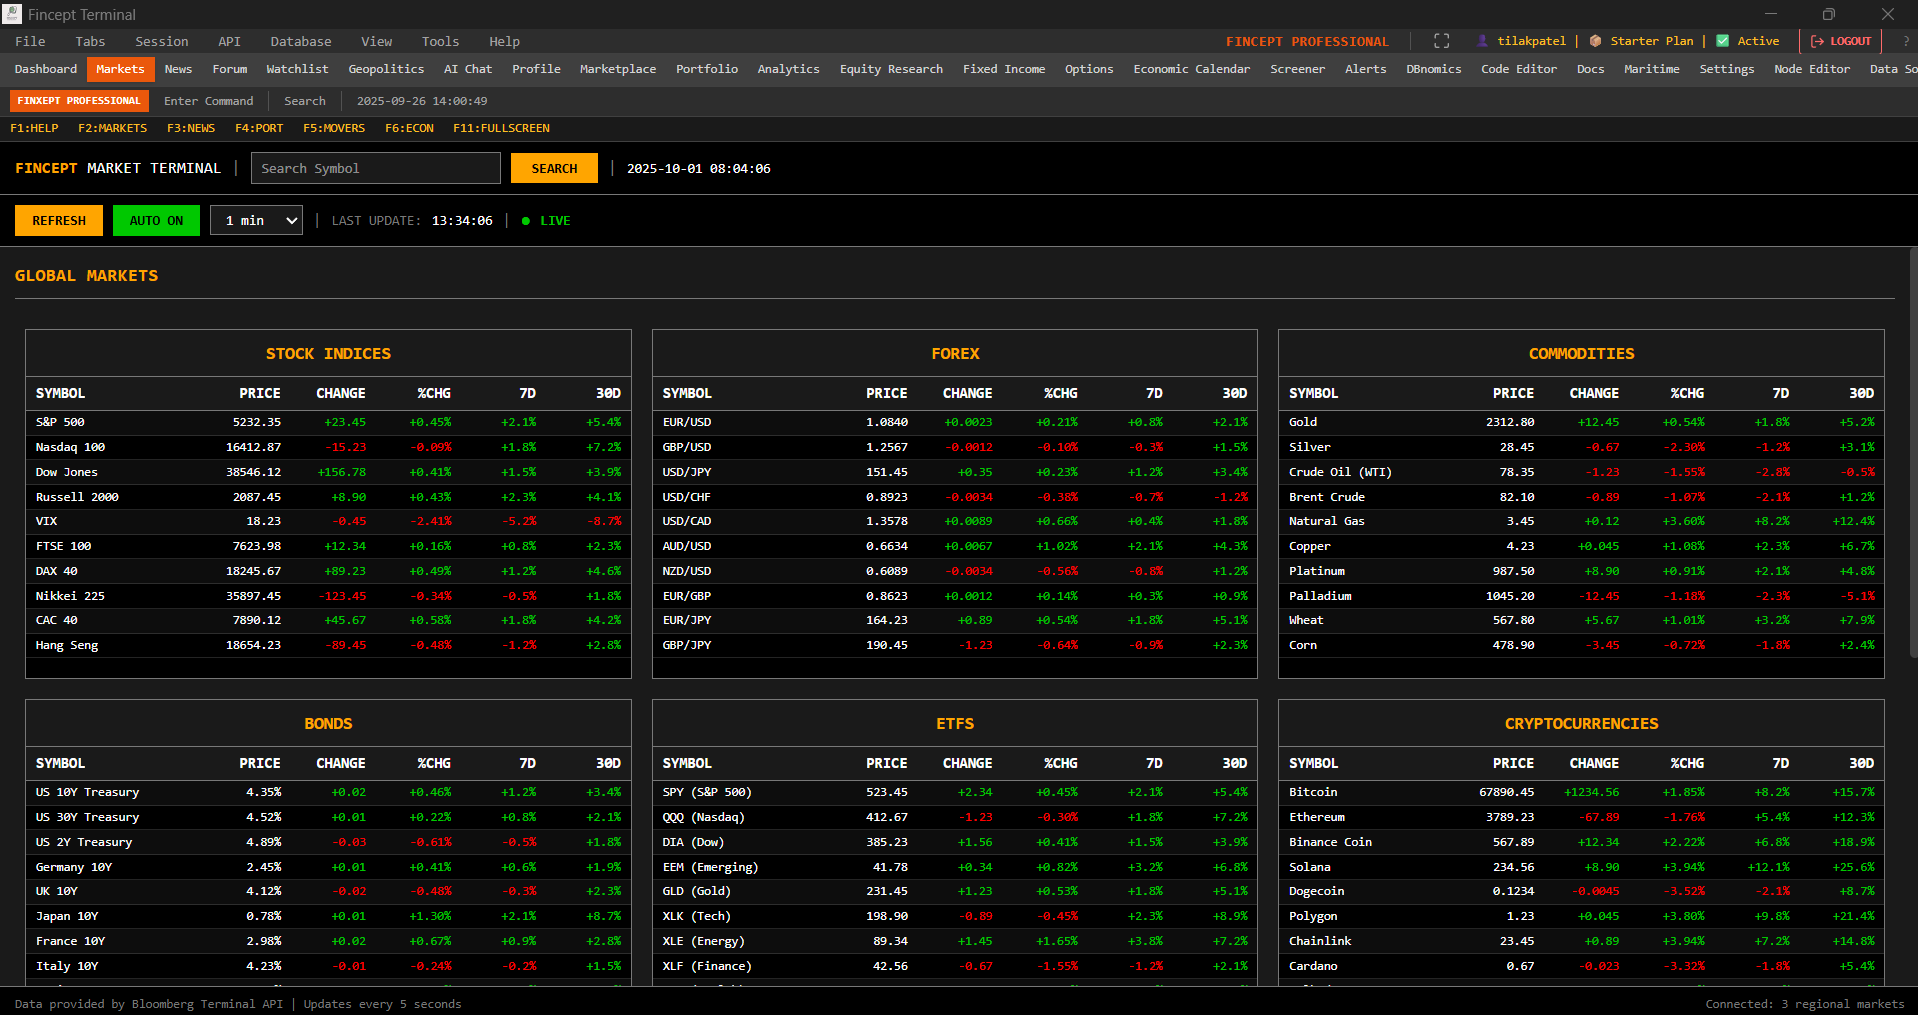 Fincept Terminal
File Tabs Session API Database View Tools Help FINCEPT PROFESSIONAL tilakpatel | Starter Plan | Active LOGOUT ?
Dashboard Markets News Forum Watchlist Geopolitics AI Chat Profile Marketplace Portfolio Analytics Equity Research Fixed Income Options Economic Calendar Screener Alerts DBnomics Code Editor Docs Maritime Settings Node Editor Data So
FINXEPT PROFESSIONAL Enter Command Search 2025-09-26 14:00:49
F1:HELP F2:MARKETS F3:NEWS F4:PORT F5:MOVERS F6:ECON F11:FULLSCREEN
FINCEPT MARKET TERMINAL | Search Symbol SEARCH | 2025-10-01 08:04:06
REFRESH AUTO ON 1 min | LAST UPDATE: 13:34:06 | ● LIVE
GLOBAL MARKETS
STOCK INDICES
SYMBOL PRICE CHANGE %CHG 7D 30D
S&P 500 5232.35 +23.45 +0.45% +2.1% +5.4%
Nasdaq 100 16412.87 -15.23 -0.09% +1.8% +7.2%
Dow Jones 38546.12 +156.78 +0.41% +1.5% +3.9%
Russell 2000 2087.45 +8.90 +0.43% +2.3% +4.1%
VIX 18.23 -0.45 -2.41% -5.2% -8.7%
FTSE 100 7623.98 +12.34 +0.16% +0.8% +2.3%
DAX 40 18245.67 +89.23 +0.49% +1.2% +4.6%
Nikkei 225 35897.45 -123.45 -0.34% -0.5% +1.8%
CAC 40 7890.12 +45.67 +0.58% +1.8% +4.2%
Hang Seng 18654.23 -89.45 -0.48% -1.2% +2.8%
FOREX
SYMBOL PRICE CHANGE %CHG 7D 30D
EUR/USD 1.0840 +0.0023 +0.21% +0.8% +2.1%
GBP/USD 1.2567 -0.0012 -0.10% -0.3% +1.5%
USD/JPY 151.45 +0.35 +0.23% +1.2% +3.4%
USD/CHF 0.8923 -0.0034 -0.38% -0.7% -1.2%
USD/CAD 1.3578 +0.0089 +0.66% +0.4% +1.8%
AUD/USD 0.6634 +0.0067 +1.02% +2.1% +4.3%
NZD/USD 0.6089 -0.0034 -0.56% -0.8% +1.2%
EUR/GBP 0.8623 +0.0012 +0.14% +0.3% +0.9%
EUR/JPY 164.23 +0.89 +0.54% +1.8% +5.1%
GBP/JPY 190.45 -1.23 -0.64% -0.9% +2.3%
COMMODITIES
SYMBOL PRICE CHANGE %CHG 7D 30D
Gold 2312.80 +12.45 +0.54% +1.8% +5.2%
Silver 28.45 -0.67 -2.30% -1.2% +3.1%
Crude Oil (WTI) 78.35 -1.23 -1.55% -2.8% -0.5%
Brent Crude 82.10 -0.89 -1.07% -2.1% +1.2%
Natural Gas 3.45 +0.12 +3.60% +8.2% +12.4%
Copper 4.23 +0.045 +1.08% +2.3% +6.7%
Platinum 987.50 +8.90 +0.91% +2.1% +4.8%
Palladium 1045.20 -12.45 -1.18% -2.3% -5.1%
Wheat 567.80 +5.67 +1.01% +3.2% +7.9%
Corn 478.90 -3.45 -0.72% -1.8% +2.4%
BONDS
SYMBOL PRICE CHANGE %CHG 7D 30D
US 10Y Treasury 4.35% +0.02 +0.46% +1.2% +3.4%
US 30Y Treasury 4.52% +0.01 +0.22% +0.8% +2.1%
US 2Y Treasury 4.89% -0.03 -0.61% -0.5% +1.8%
Germany 10Y 2.45% +0.01 +0.41% +0.6% +1.9%
UK 10Y 4.12% -0.02 -0.48% -0.3% +2.3%
Japan 10Y 0.78% +0.01 +1.30% +2.1% +8.7%
France 10Y 2.98% +0.02 +0.67% +0.9% +2.8%
Italy 10Y 4.23% -0.01 -0.24% -0.2% +1.5%
ETFS
SYMBOL PRICE CHANGE %CHG 7D 30D
SPY (S&P 500) 523.45 +2.34 +0.45% +2.1% +5.4%
QQQ (Nasdaq) 412.67 -1.23 -0.30% +1.8% +7.2%
DIA (Dow) 385.23 +1.56 +0.41% +1.5% +3.9%
EEM (Emerging) 41.78 +0.34 +0.82% +3.2% +6.8%
GLD (Gold) 231.45 +1.23 +0.53% +1.8% +5.1%
XLK (Tech) 198.90 -0.89 -0.45% +2.3% +8.9%
XLE (Energy) 89.34 +1.45 +1.65% +3.8% +7.2%
XLF (Finance) 42.56 -0.67 -1.55% -1.2% +2.1%
CRYPTOCURRENCIES
SYMBOL PRICE CHANGE %CHG 7D 30D
Bitcoin 67890.45 +1234.56 +1.85% +8.2% +15.7%
Ethereum 3789.23 -67.89 -1.76% +5.4% +12.3%
Binance Coin 567.89 +12.34 +2.22% +6.8% +18.9%
Solana 234.56 +8.90 +3.94% +12.1% +25.6%
Dogecoin 0.1234 -0.0045 -3.52% -2.1% +8.7%
Polygon 1.23 +0.045 +3.80% +9.8% +21.4%
Chainlink 23.45 +0.89 +3.94% +7.2% +14.8%
Cardano 0.67 -0.023 -3.32% -1.8% +5.4%
Data provided by Bloomberg Terminal API | Updates every 5 seconds
Connected: 3 regional markets